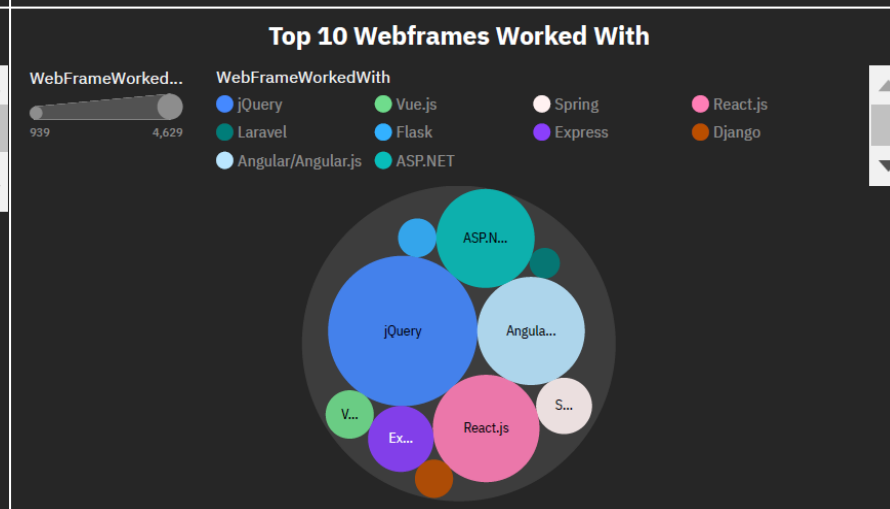 Top 10 Webframes Worked With
WebFrameWorked...
939 4,629
WebFrameWorkedWith
jQuery Vue.js Spring React.js
Laravel Flask Express Django
Angular/Angular.js ASP.NET
ASP.N...
jQuery
Angula...
V...
S...
Ex...
React.js